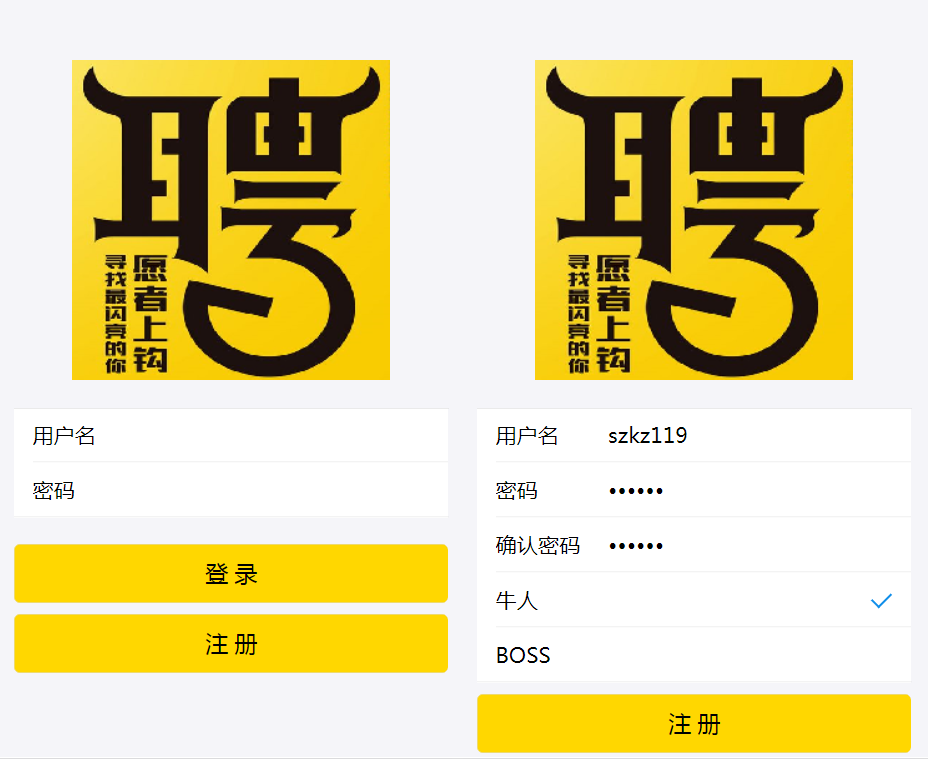 聘
愿者上钩
寻找最闪亮的你
用户名
密码
登 录
注 册
聘
愿者上钩
寻找最闪亮的你
用户名 szkz119
密码 ••••••
确认密码 ••••••
牛人
BOSS
注 册